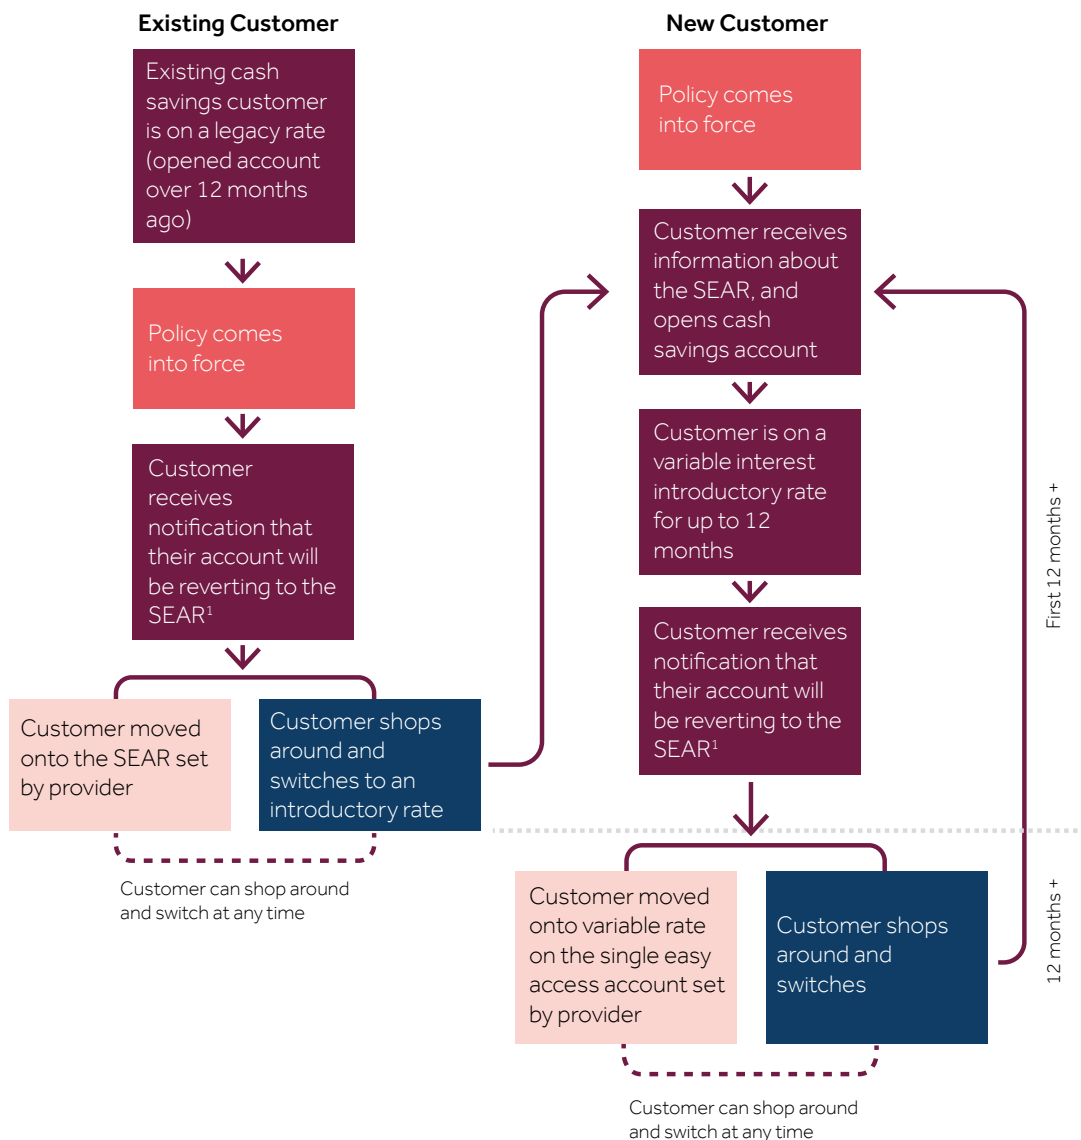 Existing Customer
Existing cash
savings customer
is on a legacy rate
(opened account
over 12 months
ago)
Policy comes
into force
Customer
receives
notification that
their account will
be reverting to the
SEAR¹
Customer moved
onto the SEAR set
by provider
Customer shops
around and
switches to an
introductory rate
Customer can shop around
and switch at any time
New Customer
Policy comes
into force
Customer receives
information about
the SEAR, and
opens cash
savings account
Customer is on a
variable interest
introductory rate
for up to 12
months
Customer receives
notification that
their account will
be reverting to the
SEAR¹
Customer moved
onto variable rate
on the single easy
access account set
by provider
Customer shops
around and
switches
Customer can shop around
and switch at any time
First 12 months +
12 months +